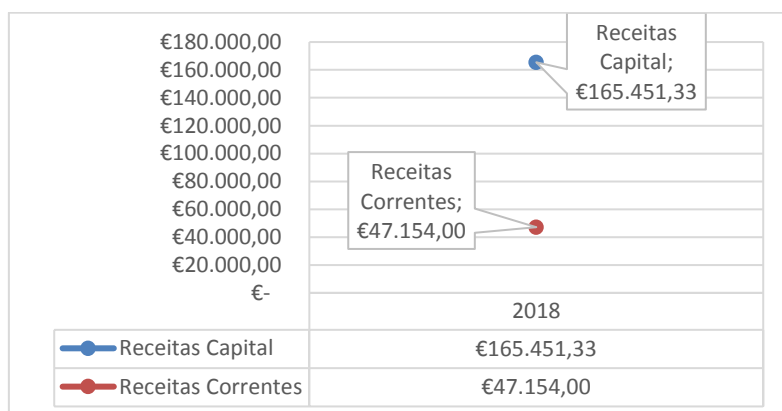 €180.000,00
€160.000,00
€140.000,00
€120.000,00
€100.000,00
€80.000,00
€60.000,00
€40.000,00
€20.000,00
€-
Receitas
Capital;
€165.451,33
Receitas
Correntes;
€47.154,00
2018
Receitas Capital €165.451,33
Receitas Correntes €47.154,00